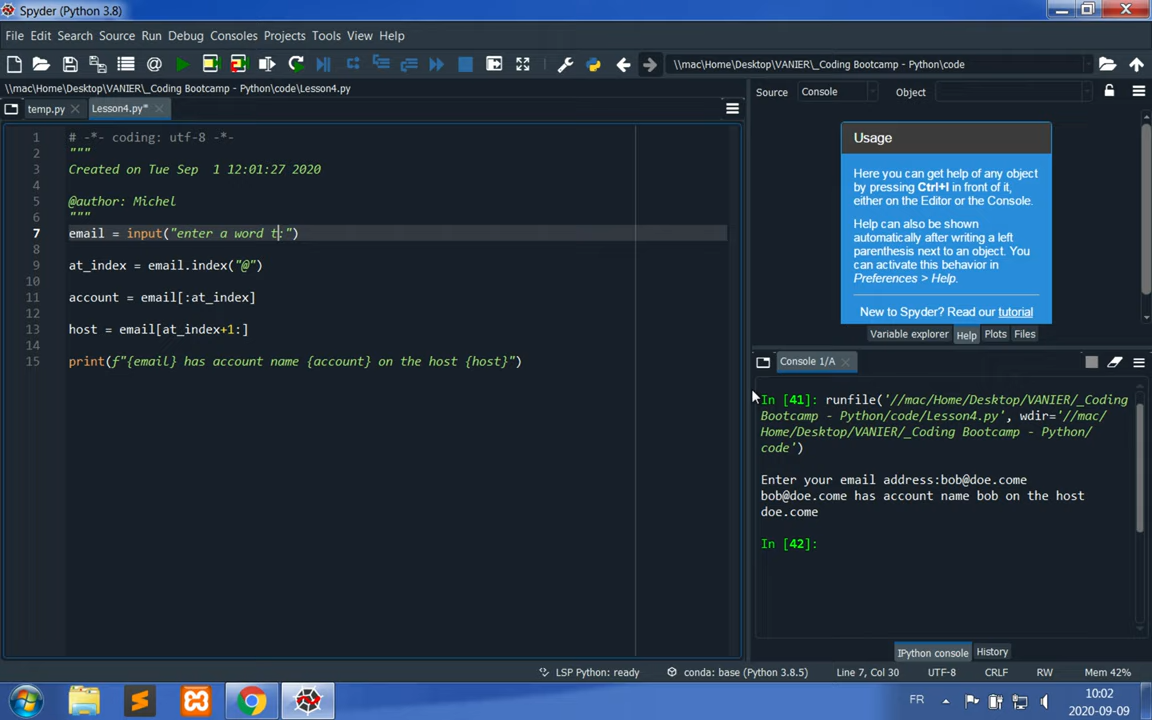 Spyder (Python 3.8)
File Edit Search Source Run Debug Consoles Projects Tools View Help
\\mac\Home\Desktop\VANIER\_Coding Bootcamp - Python\code
\\mac\Home\Desktop\VANIER\_Coding Bootcamp - Python\code\Lesson4.py
Source Console Object
temp.py Lesson4.py*
1 # -*- coding: utf-8 -*-
2 """
3 Created on Tue Sep  1 12:01:27 2020
4
5 @author: Michel
6 """
7 email = input("enter a word t:")
8
9 at_index = email.index("@")
10
11 account = email[:at_index]
12
13 host = email[at_index+1:]
14
15 print(f"{email} has account name {account} on the host {host}")
Usage
Here you can get help of any object
by pressing Ctrl+I in front of it,
either on the Editor or the Console.
Help can also be shown
automatically after writing a left
parenthesis next to an object. You
can activate this behavior in
Preferences > Help.
New to Spyder? Read our tutorial
Variable explorer Help Plots Files
Console 1/A
In [41]: runfile('//mac/Home/Desktop/VANIER/_Coding
Bootcamp - Python/code/Lesson4.py', wdir='//mac/
Home/Desktop/VANIER/_Coding Bootcamp - Python/
code')
Enter your email address:bob@doe.come
bob@doe.come has account name bob on the host
doe.come
In [42]:
IPython console History
LSP Python: ready conda: base (Python 3.8.5) Line 7, Col 30 UTF-8 CRLF RW Mem 42%
FR 10:02
2020-09-09